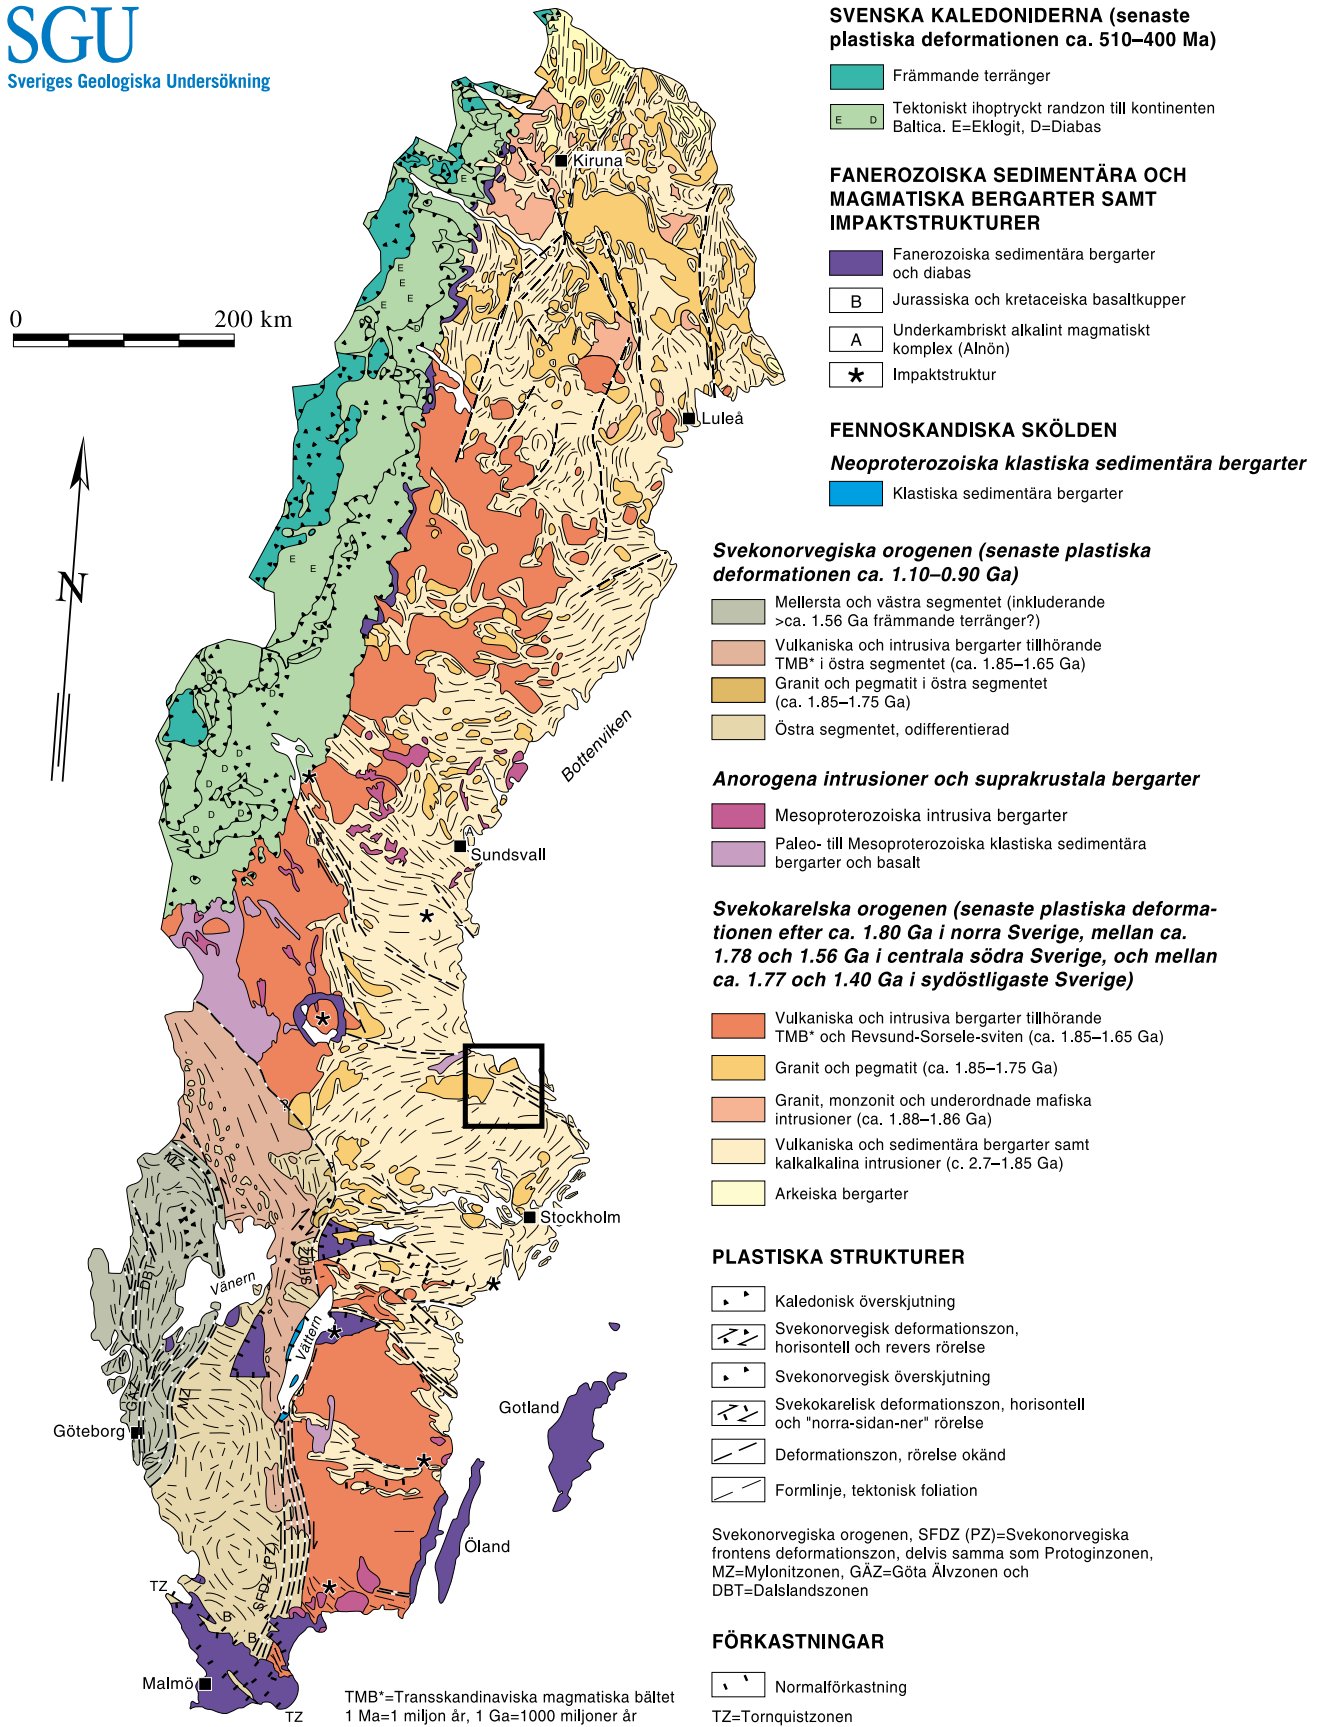 SGU
Sveriges Geologiska Undersökning
0 200 km
N
Kiruna
Luleå
Bottenviken
Sundsvall
A
Stockholm
Vänern
Vättern
Göteborg
Gotland
Öland
Malmö
TZ
TZ
B
B
MZ
MZ
DBT
GÄZ
SFDZ
SFDZ (PZ)
?
E
E
E
E
E
E
E
E
E
D
D
D
D
D
D
D
D
D
TMB*=Transskandinaviska magmatiska bältet
1 Ma=1 miljon år, 1 Ga=1000 miljoner år
SVENSKA KALEDONIDERNA (senaste
plastiska deformationen ca. 510–400 Ma)
Främmande terränger
E D
Tektoniskt ihoptryckt randzon till kontinenten
Baltica. E=Eklogit, D=Diabas
FANEROZOISKA SEDIMENTÄRA OCH
MAGMATISKA BERGARTER SAMT
IMPAKTSTRUKTURER
Fanerozoiska sedimentära bergarter
och diabas
B Jurassiska och kretaceiska basaltkupper
A Underkambriskt alkalint magmatiskt
komplex (Alnön)
* Impaktstruktur
FENNOSKANDISKA SKÖLDEN
Neoproterozoiska klastiska sedimentära bergarter
Klastiska sedimentära bergarter
Svekonorvegiska orogenen (senaste plastiska
deformationen ca. 1.10–0.90 Ga)
Mellersta och västra segmentet (inkluderande
>ca. 1.56 Ga främmande terränger?)
Vulkaniska och intrusiva bergarter tillhörande
TMB* i östra segmentet (ca. 1.85–1.65 Ga)
Granit och pegmatit i östra segmentet
(ca. 1.85–1.75 Ga)
Östra segmentet, odifferentierad
Anorogena intrusioner och suprakrustala bergarter
Mesoproterozoiska intrusiva bergarter
Paleo- till Mesoproterozoiska klastiska sedimentära
bergarter och basalt
Svekokarelska orogenen (senaste plastiska deforma-
tionen efter ca. 1.80 Ga i norra Sverige, mellan ca.
1.78 och 1.56 Ga i centrala södra Sverige, och mellan
ca. 1.77 och 1.40 Ga i sydöstligaste Sverige)
Vulkaniska och intrusiva bergarter tillhörande
TMB* och Revsund-Sorsele-sviten (ca. 1.85–1.65 Ga)
Granit och pegmatit (ca. 1.85–1.75 Ga)
Granit, monzonit och underordnade mafiska
intrusioner (ca. 1.88–1.86 Ga)
Vulkaniska och sedimentära bergarter samt
kalkalkalina intrusioner (c. 2.7–1.85 Ga)
Arkeiska bergarter
PLASTISKA STRUKTURER
Kaledonisk överskjutning
Svekonorvegisk deformationszon,
horisontell och revers rörelse
Svekonorvegisk överskjutning
Svekokarelisk deformationszon, horisontell
och "norra-sidan-ner" rörelse
Deformationszon, rörelse okänd
Formlinje, tektonisk foliation
Svekonorvegiska orogenen, SFDZ (PZ)=Svekonorvegiska
frontens deformationszon, delvis samma som Protoginzonen,
MZ=Mylonitzonen, GÄZ=Göta Älvzonen och
DBT=Dalslandszonen
FÖRKASTNINGAR
Normalförkastning
TZ=Tornquistzonen